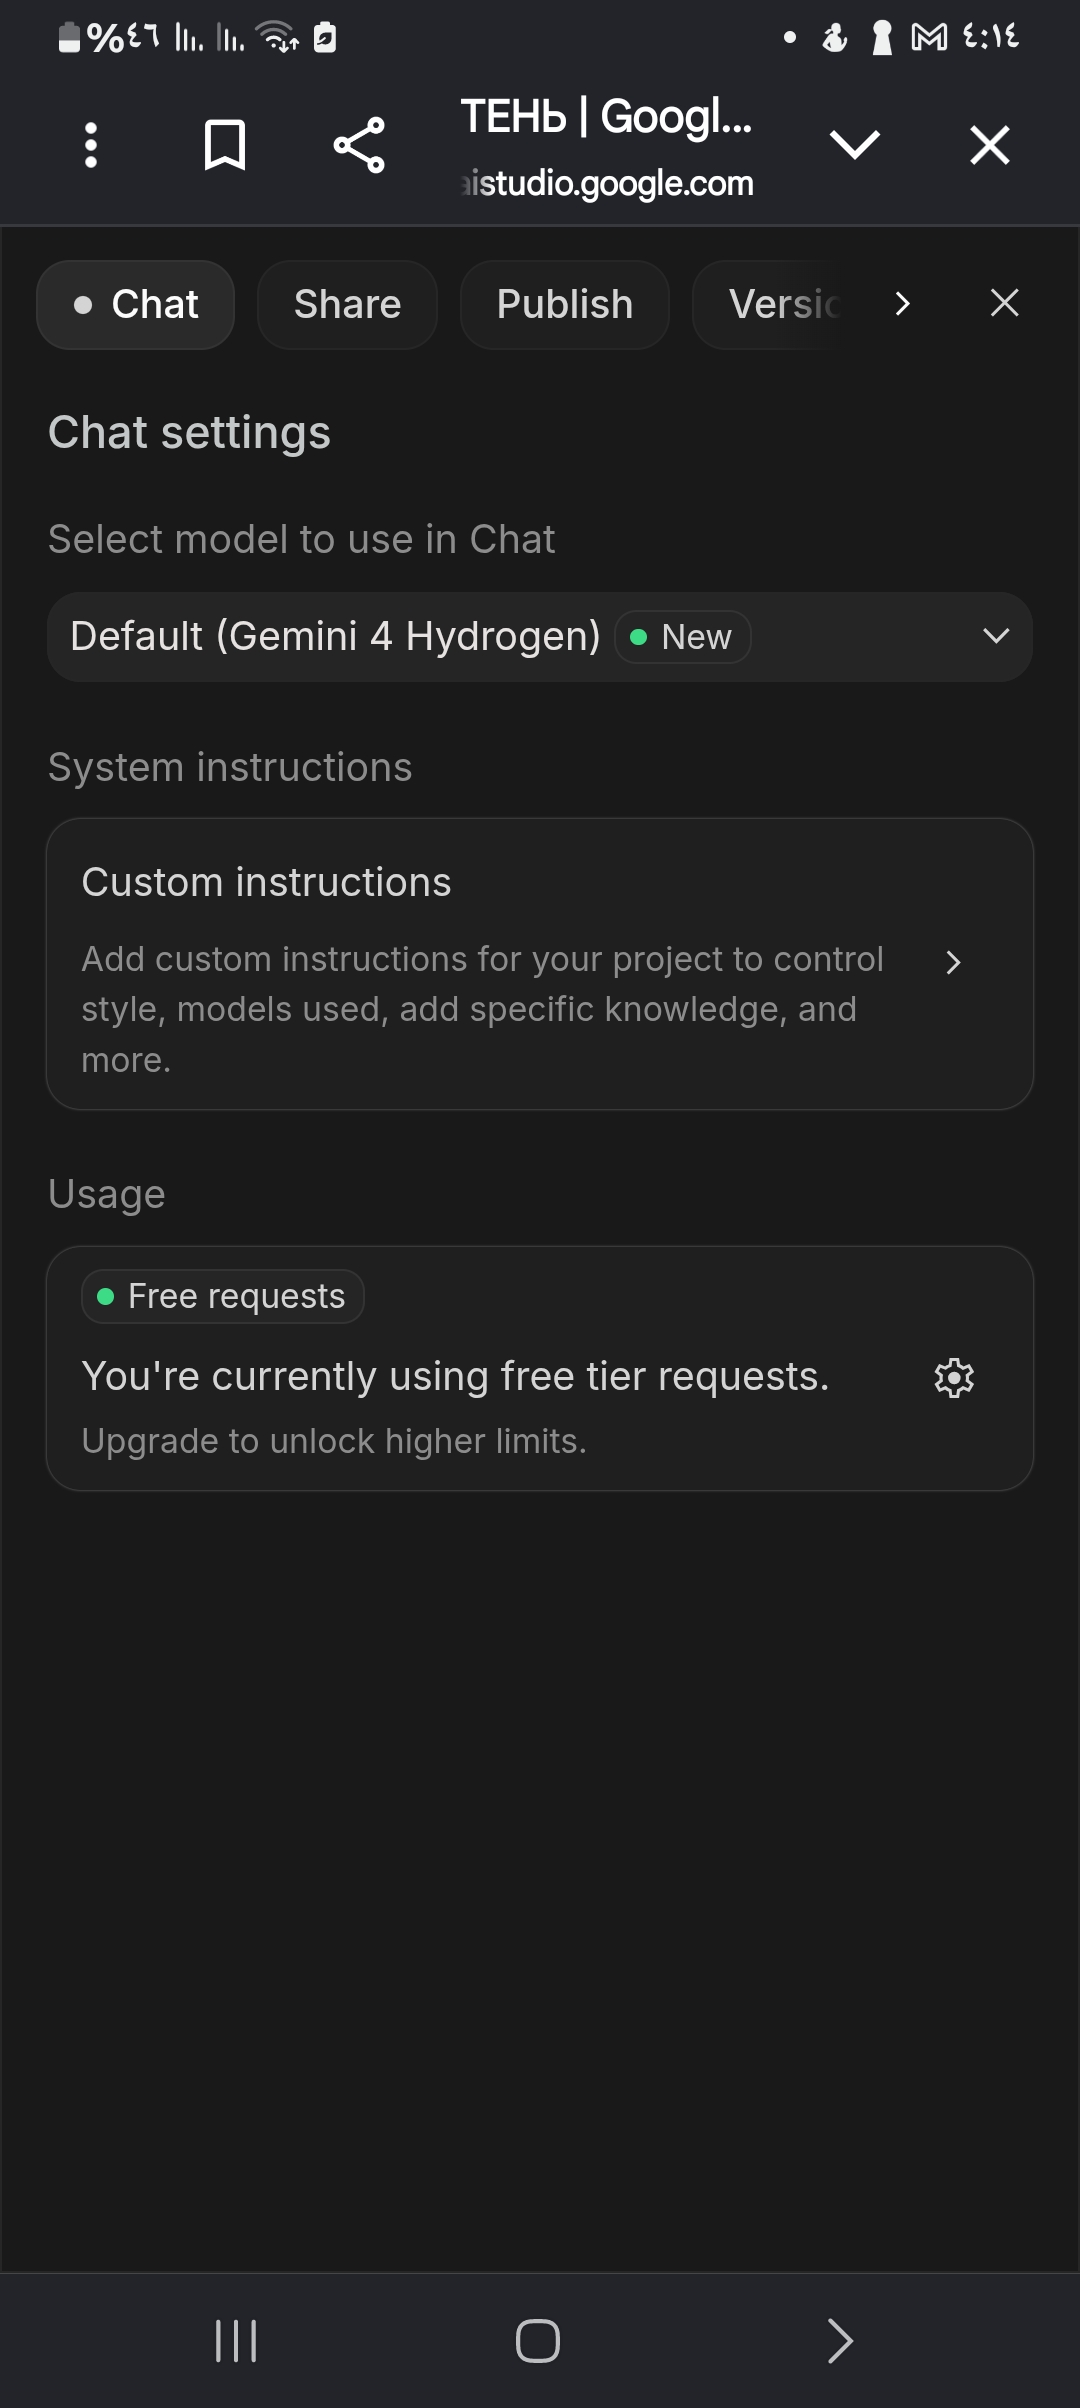 %٤٦
٤:١٤
ТЕНЬ | Googl...
aistudio.google.com
Chat
Share
Publish
Versic
Chat settings
Select model to use in Chat
Default (Gemini 4 Hydrogen)
New
System instructions
Custom instructions
Add custom instructions for your project to control
style, models used, add specific knowledge, and
more.
Usage
Free requests
You're currently using free tier requests.
Upgrade to unlock higher limits.